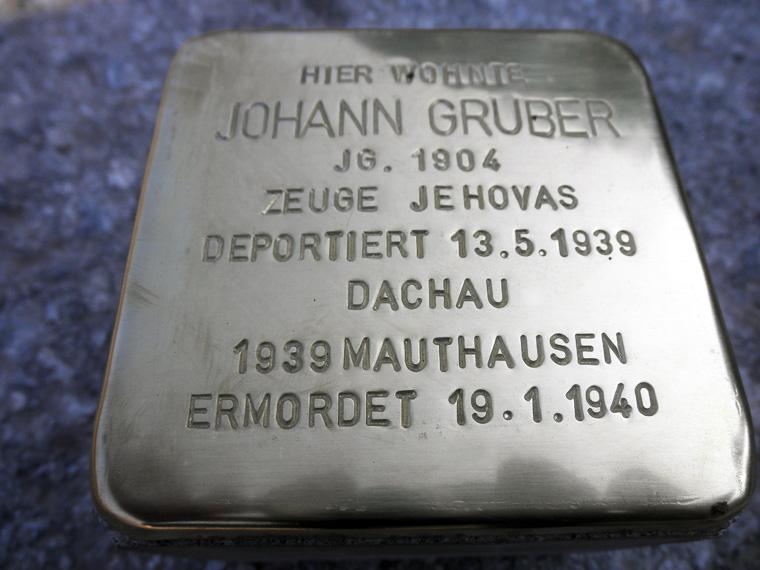 HIER WOHNTE
JOHANN GRUBER
JG. 1904
ZEUGE JEHOVAS
DEPORTIERT 13.5.1939
DACHAU
1939 MAUTHAUSEN
ERMORDET 19.1.1940